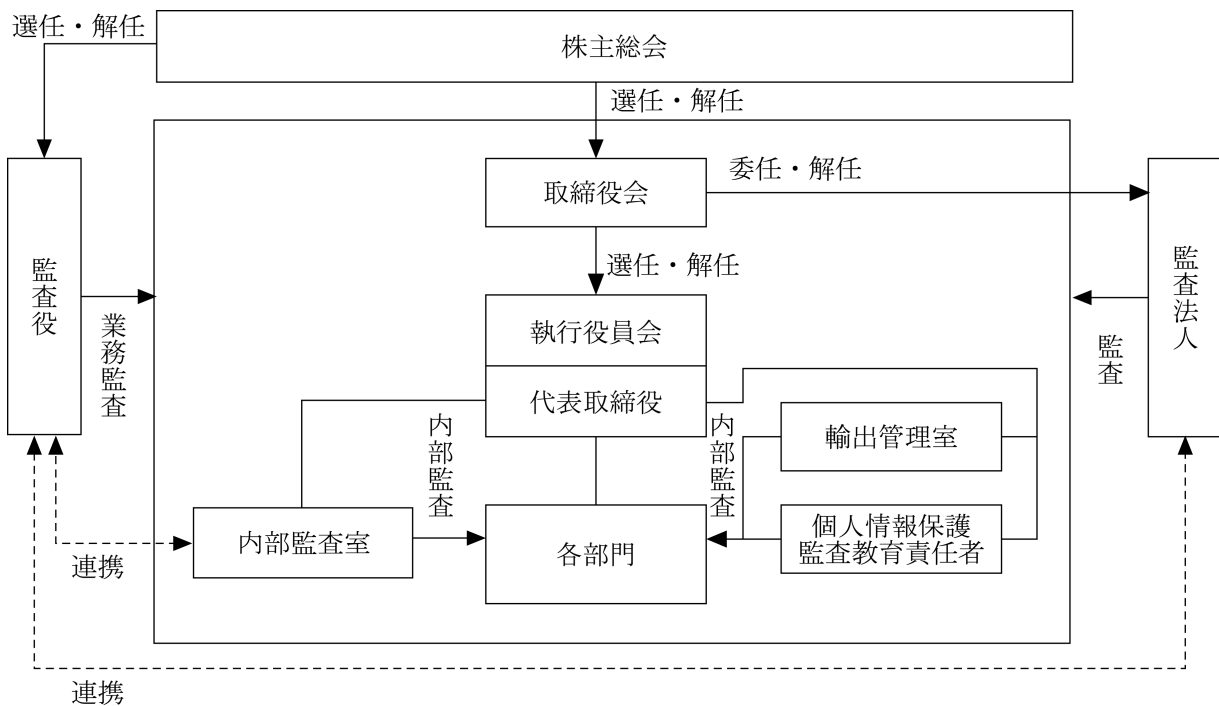 選任・解任
株主総会
選任・解任
取締役会
委任・解任
監査役
選任・解任
監査法人
業務監査
執行役員会
監査
代表取締役
内部監査
内部監査
輸出管理室
内部監査室
各部門
個人情報保護
監査教育責任者
連携
連携